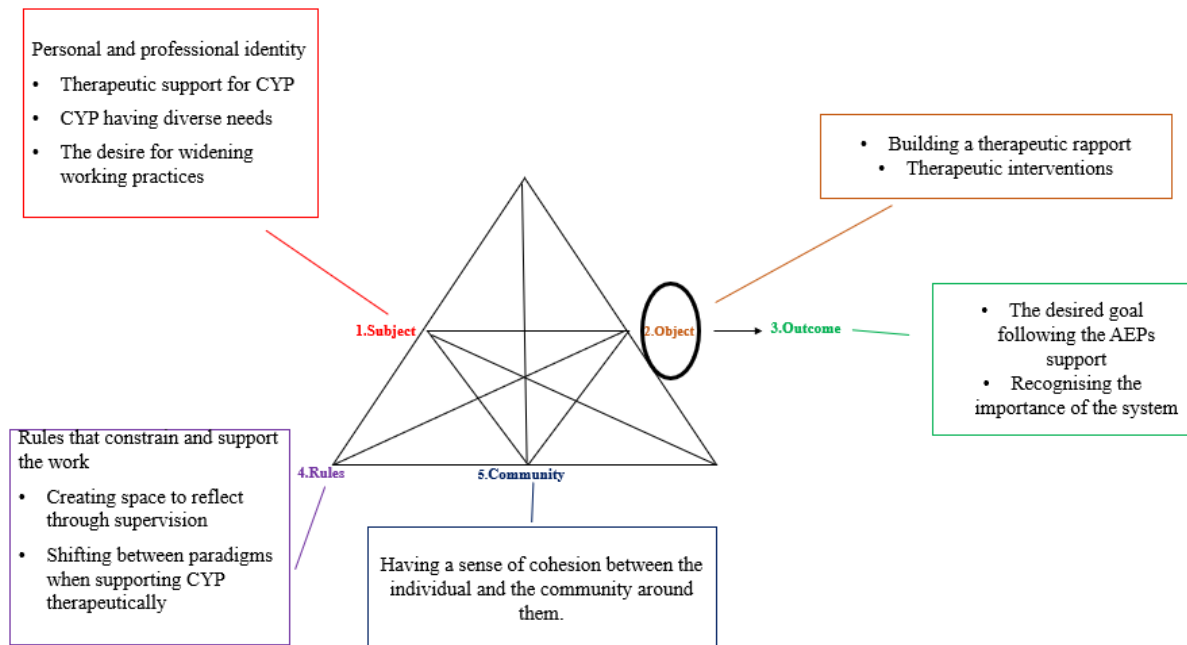 Personal and professional identity
• Therapeutic support for CYP
• CYP having diverse needs
• The desire for widening
working practices
• Building a therapeutic rapport
• Therapeutic interventions
1.Subject
2.Object
3.Outcome
• The desired goal
following the AEPs
support
• Recognising the
importance of the system
Rules that constrain and support
the work
• Creating space to reflect
through supervision
• Shifting between paradigms
when supporting CYP
therapeutically
4.Rules
5.Community
Having a sense of cohesion between the
individual and the community around
them.